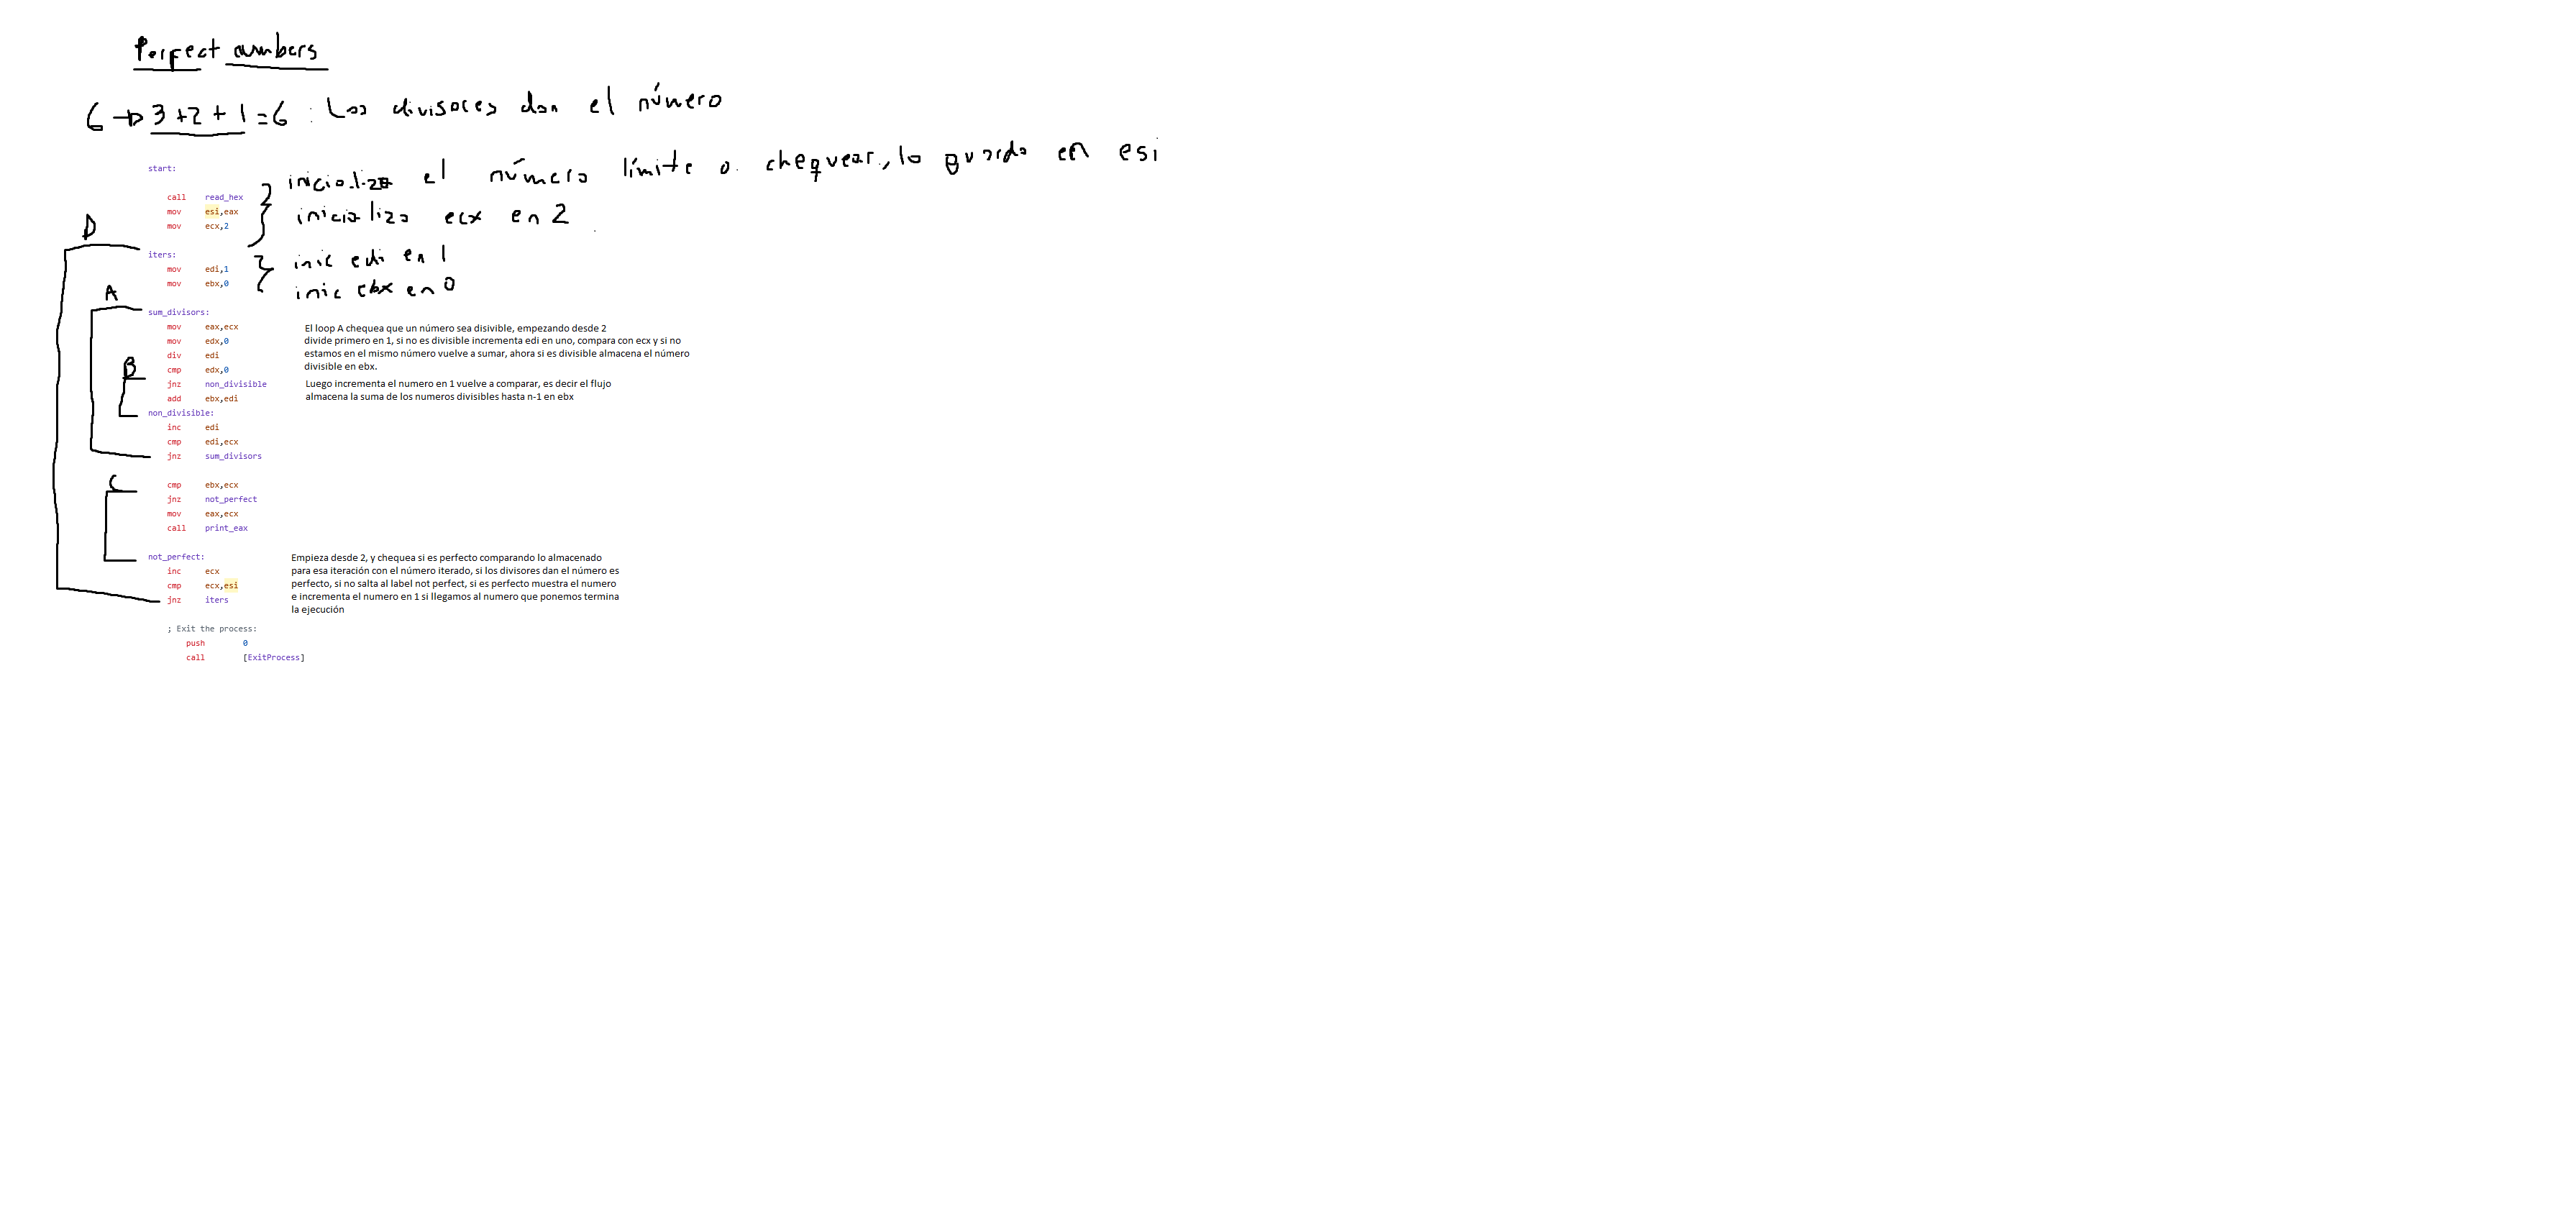 Perfect numbers
6 → 3+2+1=6 : Los divisores dan el número
start:
inicializa el número límite a chequear, lo guarda en esi
call read_hex
mov esi,eax
inicializa ecx en 2
mov ecx,2
D
iters:
inic edi en 1
mov edi,1
mov ebx,0
inic ebx en 0
A
sum_divisors:
mov eax,ecx
El loop A chequea que un número sea disivible, empezando desde 2
mov edx,0
divide primero en 1, si no es divisible incrementa edi en uno, compara con ecx y si no
div edi
estamos en el mismo número vuelve a sumar, ahora si es divisible almacena el número
B
cmp edx,0
divisible en ebx.
jnz non_divisible
Luego incrementa el numero en 1 vuelve a comparar, es decir el flujo
add ebx,edi
almacena la suma de los numeros divisibles hasta n-1 en ebx
non_divisible:
inc edi
cmp edi,ecx
jnz sum_divisors
C
cmp ebx,ecx
jnz not_perfect
mov eax,ecx
call print_eax
not_perfect:
Empieza desde 2, y chequea si es perfecto comparando lo almacenado
inc ecx
para esa iteración con el número iterado, si los divisores dan el número es
cmp ecx,esi
perfecto, si no salta al label not perfect, si es perfecto muestra el numero
jnz iters
e incrementa el numero en 1 si llegamos al numero que ponemos termina
la ejecución
; Exit the process:
push 0
call [ExitProcess]